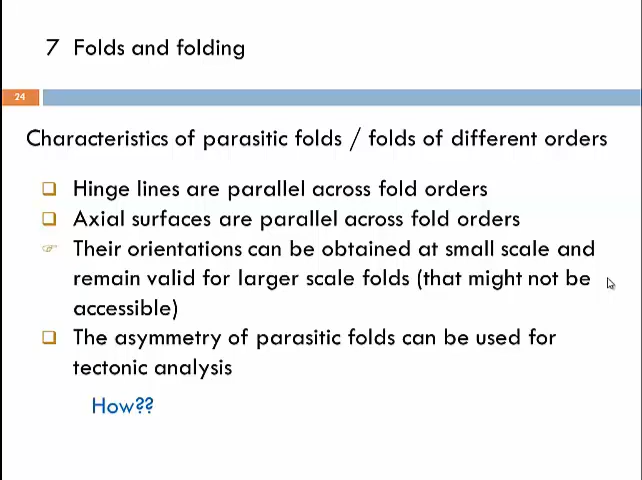 7 Folds and folding
24
Characteristics of parasitic folds / folds of different orders
Hinge lines are parallel across fold orders
Axial surfaces are parallel across fold orders
Their orientations can be obtained at small scale and
remain valid for larger scale folds (that might not be
accessible)
The asymmetry of parasitic folds can be used for
tectonic analysis
How??